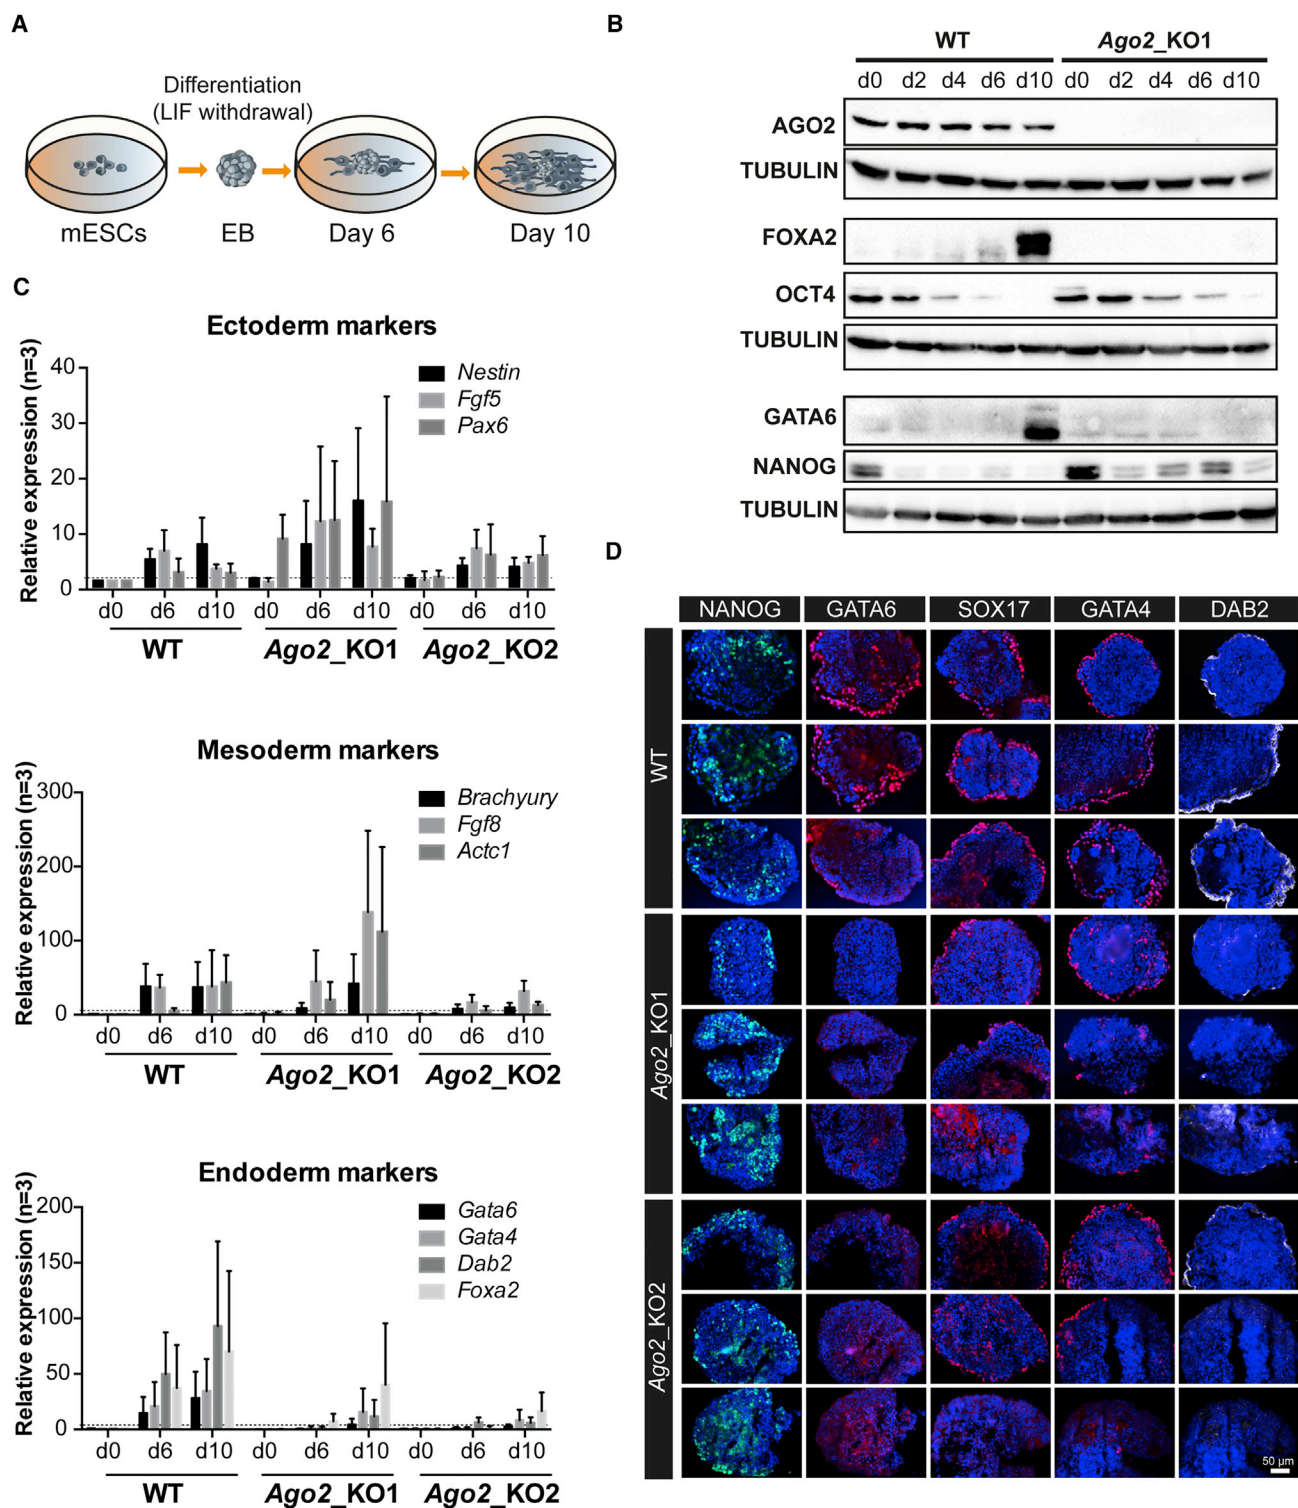 A
Differentiation
(LIF withdrawal)
mESCs
EB
Day 6
Day 10
B
WT
Ago2_KO1
d0 d2 d4 d6 d10 d0 d2 d4 d6 d10
AGO2
TUBULIN
FOXA2
OCT4
TUBULIN
GATA6
NANOG
TUBULIN
C
Ectoderm markers
Relative expression (n=3)
40
30
20
10
0
Nestin
Fgf5
Pax6
d0 d6 d10 d0 d6 d10 d0 d6 d10
WT Ago2_KO1 Ago2_KO2
Mesoderm markers
Relative expression (n=3)
300
200
100
0
Brachyury
Fgf8
Actc1
d0 d6 d10 d0 d6 d10 d0 d6 d10
WT Ago2_KO1 Ago2_KO2
Endoderm markers
Relative expression (n=3)
200
150
100
50
0
Gata6
Gata4
Dab2
Foxa2
d0 d6 d10 d0 d6 d10 d0 d6 d10
WT Ago2_KO1 Ago2_KO2
D
NANOG GATA6 SOX17 GATA4 DAB2
WT
Ago2_KO1
Ago2_KO2
50 µm